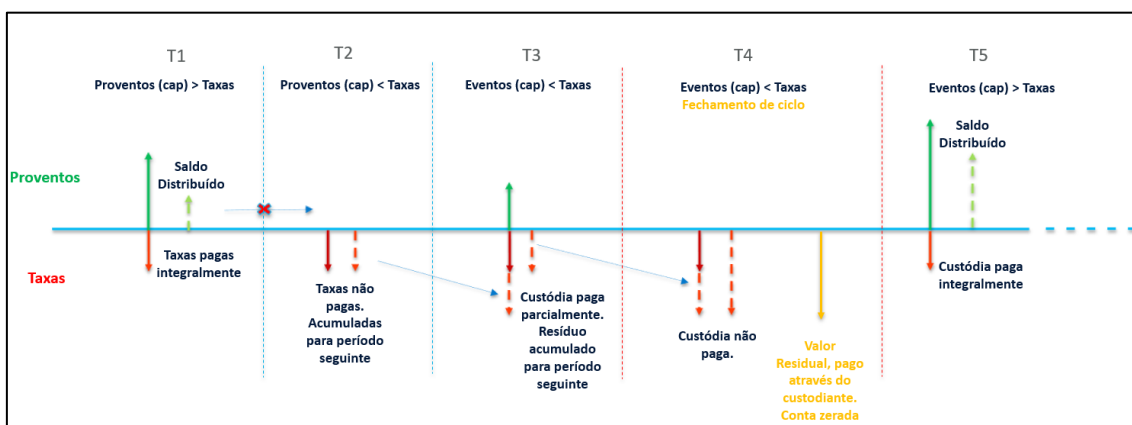 T1
T2
T3
T4
T5
Proventos (cap) > Taxas
Proventos (cap) < Taxas
Eventos (cap) < Taxas
Eventos (cap) < Taxas
Fechamento de ciclo
Eventos (cap) > Taxas
Proventos
Saldo
Distribuído
Saldo
Distribuído
Taxas
Taxas pagas
integralmente
Taxas não
pagas.
Acumuladas
para período
seguinte
Custódia paga
parcialmente.
Resíduo
acumulado
para período
seguinte
Custódia não
paga.
Valor
Residual, pago
através do
custodiante.
Conta zerada
Custódia paga
integralmente